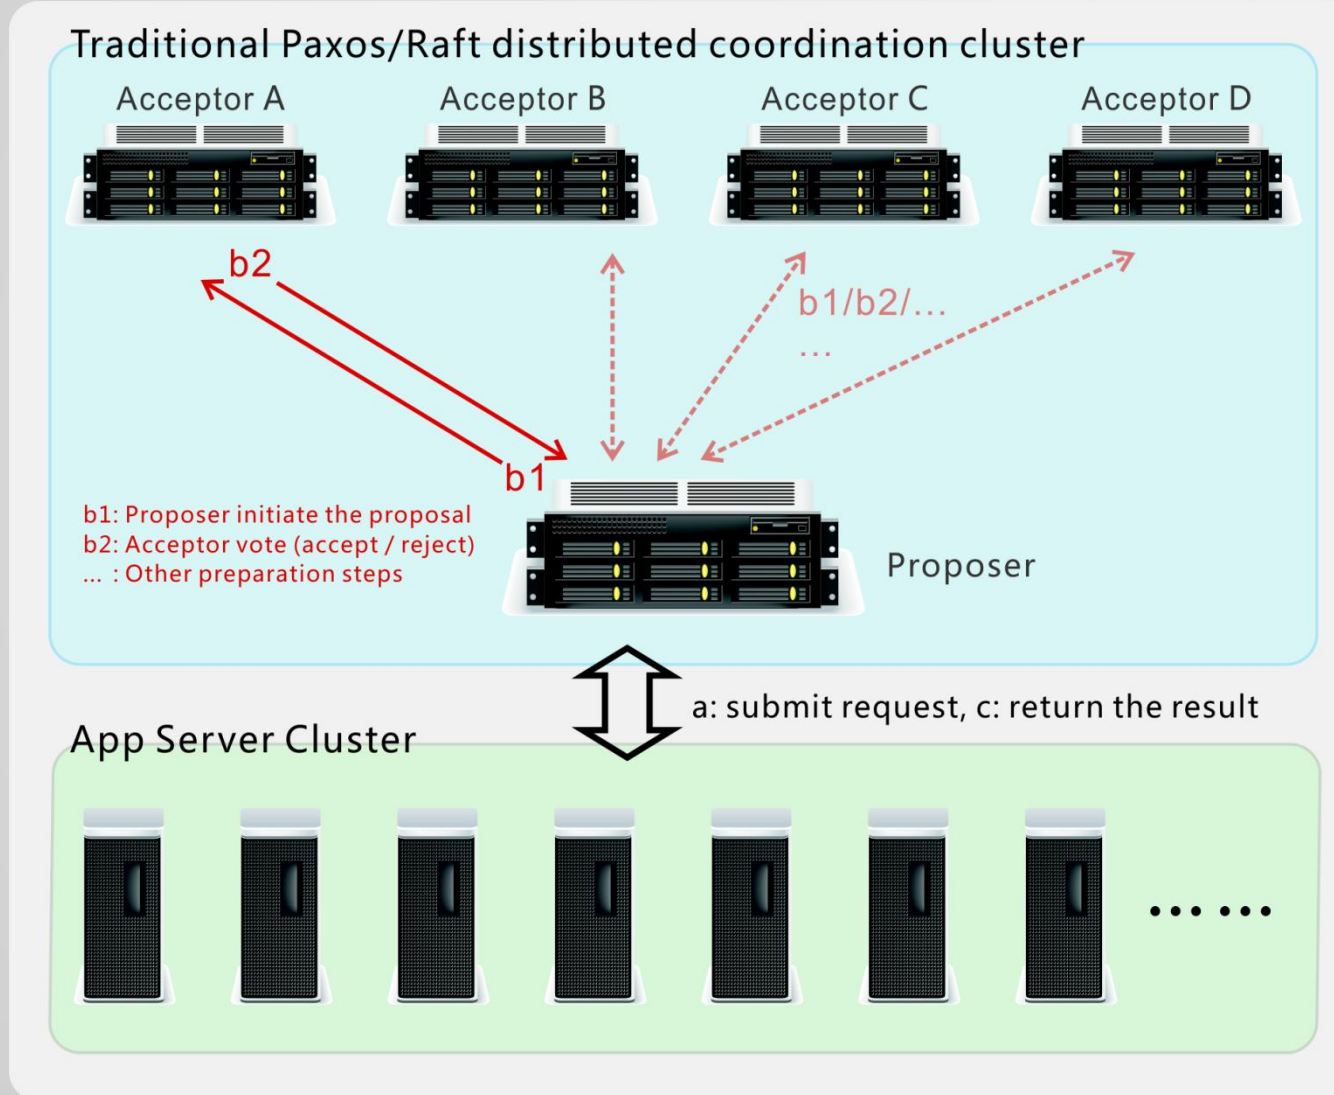 Traditional Paxos/Raft distributed coordination cluster
Acceptor A
Acceptor B
Acceptor C
Acceptor D
b2
b1/b2/...
...
b1
b1: Proposer initiate the proposal
b2: Acceptor vote (accept / reject)
... : Other preparation steps
Proposer
a: submit request, c: return the result
App Server Cluster
... ...